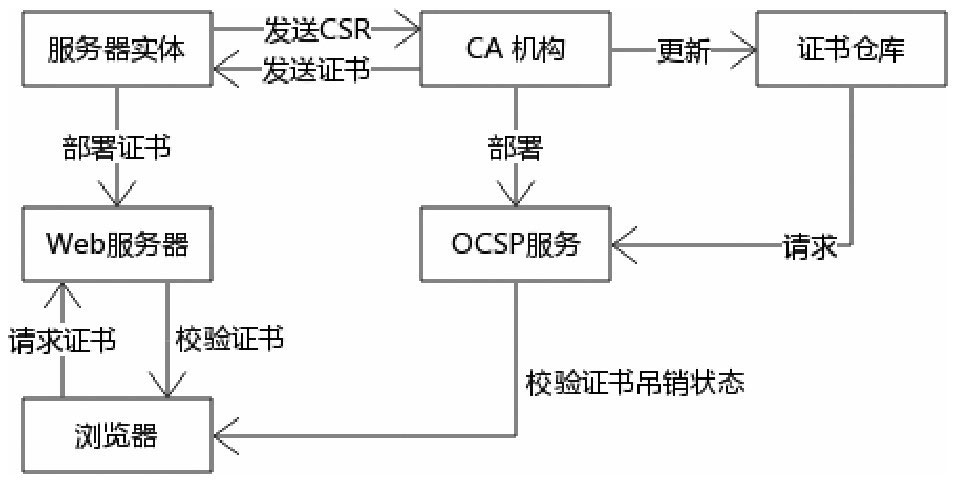 服务器实体
发送CSR
发送证书
CA 机构
更新
证书仓库
部署证书
部署
Web服务器
OCSP服务
请求
请求证书
校验证书
校验证书吊销状态
浏览器